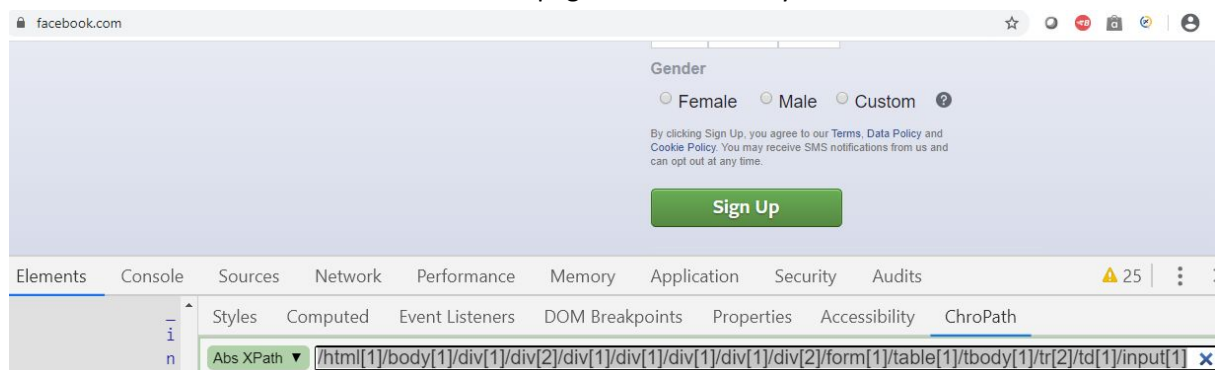 facebook.com
Gender
Female Male Custom ?
By clicking Sign Up, you agree to our Terms, Data Policy and
Cookie Policy. You may receive SMS notifications from us and
can opt out at any time.
Sign Up
Elements Console Sources Network Performance Memory Application Security Audits 25
Styles Computed Event Listeners DOM Breakpoints Properties Accessibility ChroPath
_
i
n
Abs XPath ▼ /html[1]/body[1]/div[1]/div[2]/div[1]/div[1]/div[1]/div[1]/div[2]/form[1]/table[1]/tbody[1]/tr[2]/td[1]/input[1] ×